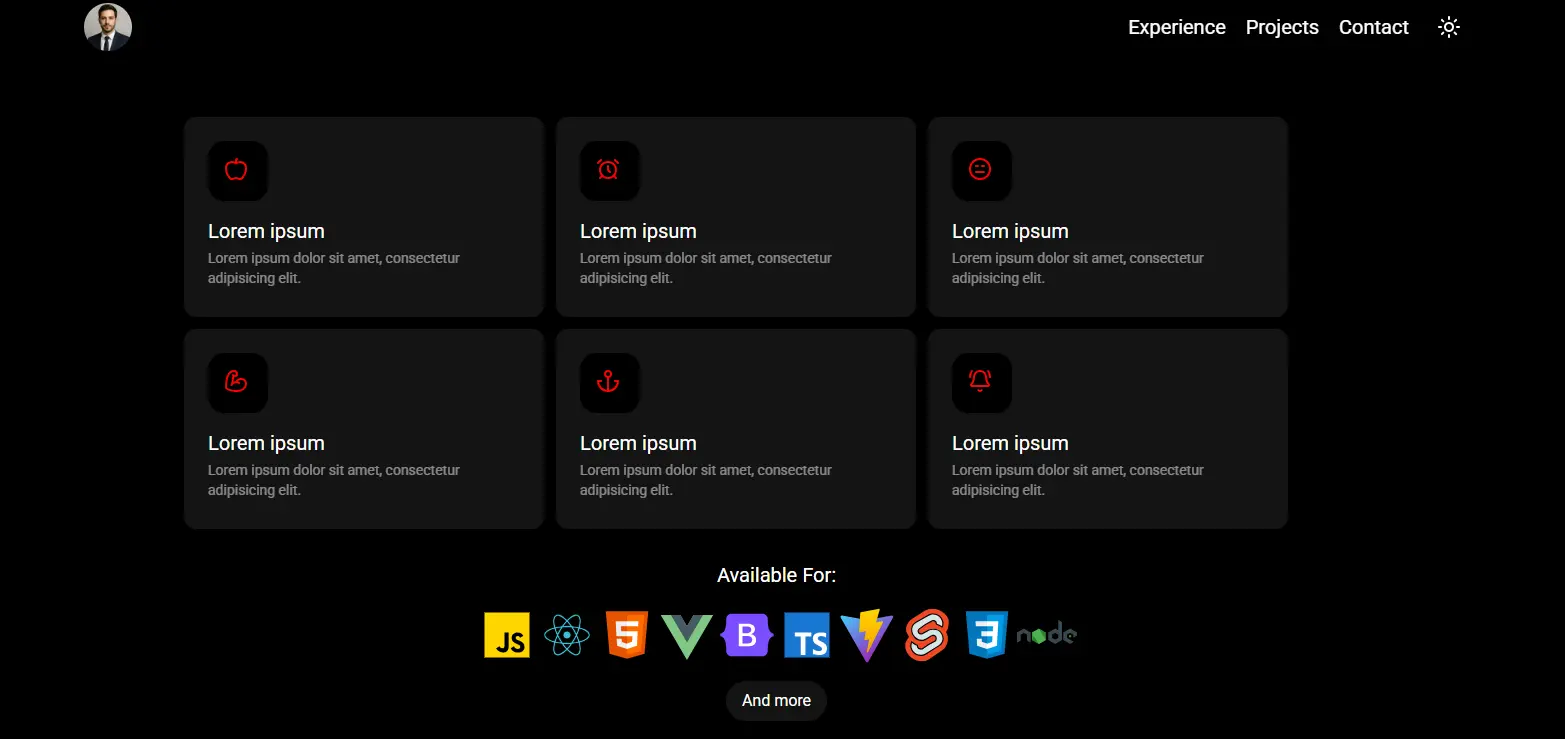 Experience Projects Contact
Lorem ipsum
Lorem ipsum dolor sit amet, consectetur
adipisicing elit.
Lorem ipsum
Lorem ipsum dolor sit amet, consectetur
adipisicing elit.
Lorem ipsum
Lorem ipsum dolor sit amet, consectetur
adipisicing elit.
Lorem ipsum
Lorem ipsum dolor sit amet, consectetur
adipisicing elit.
Lorem ipsum
Lorem ipsum dolor sit amet, consectetur
adipisicing elit.
Lorem ipsum
Lorem ipsum dolor sit amet, consectetur
adipisicing elit.
Available For:
JS 5 B TS 3 node
And more